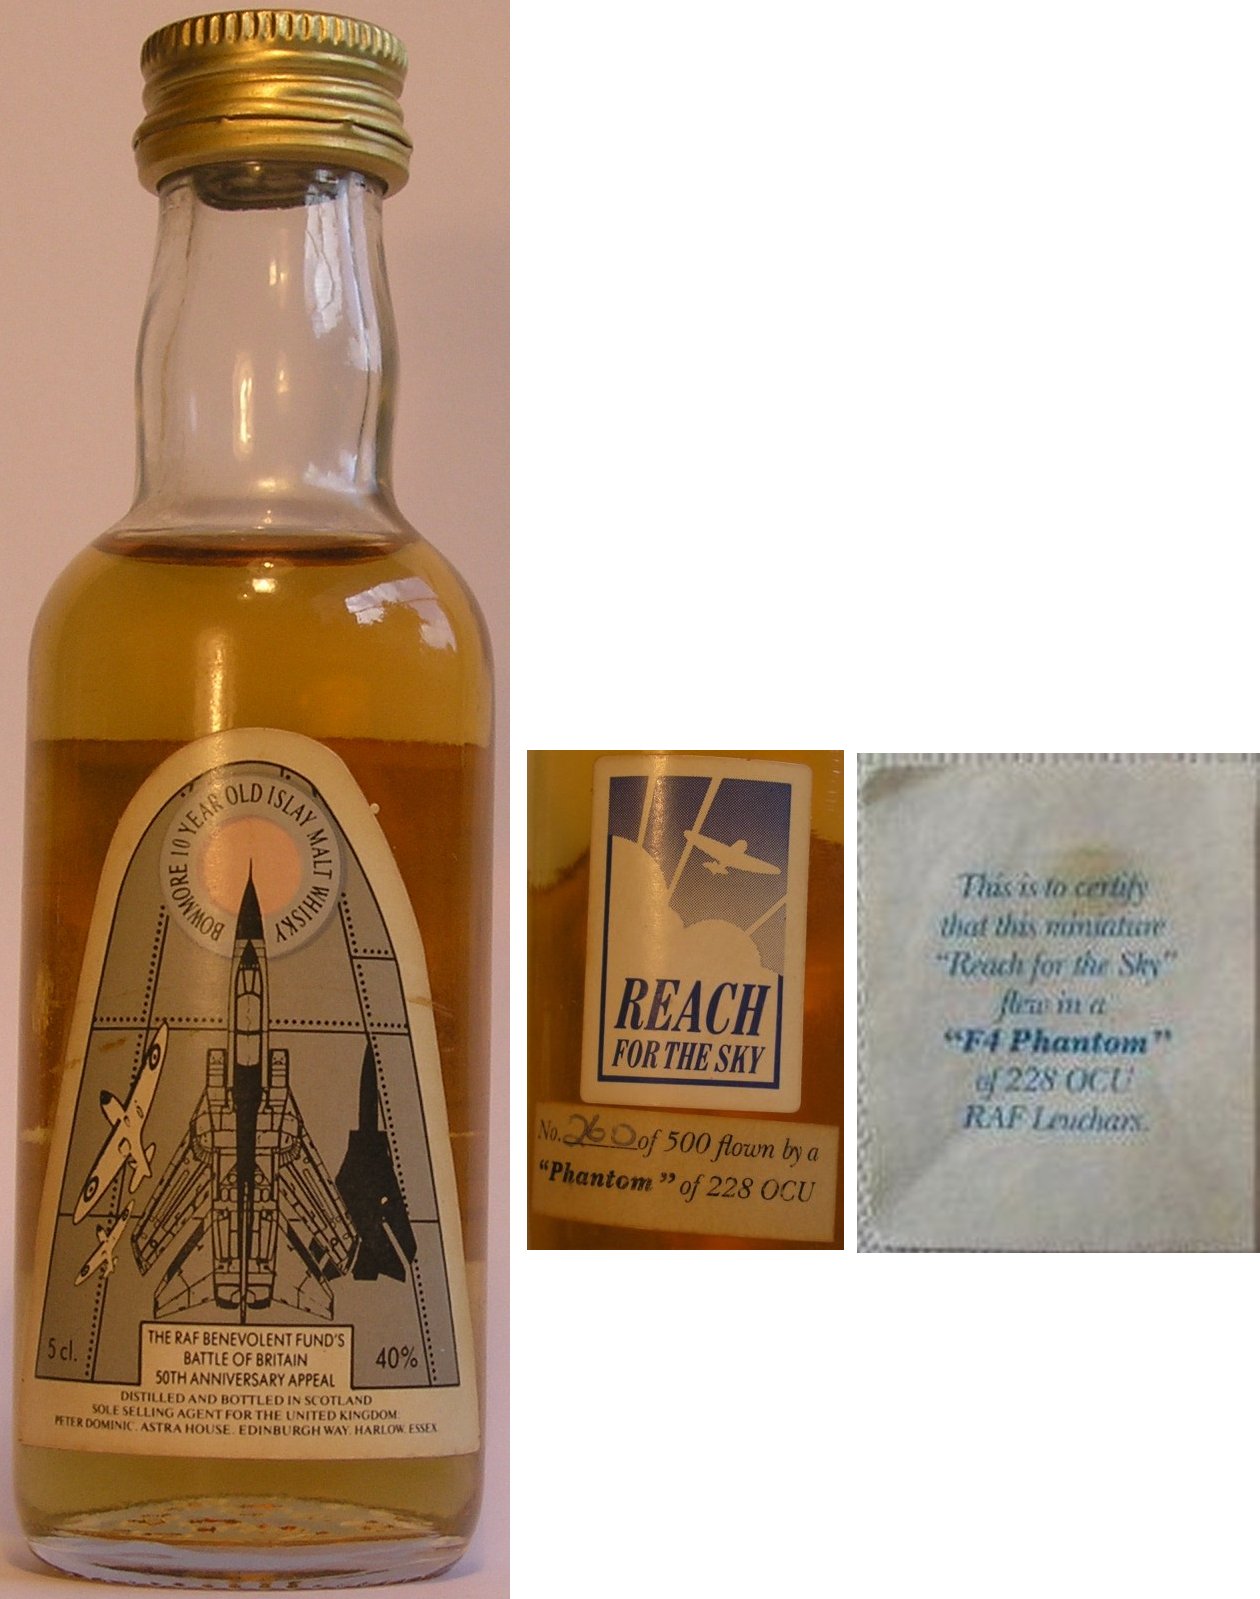 BOWMORE 10 YEAR OLD ISLAY MALT WHISKY
5 cl.
40%
THE RAF BENEVOLENT FUND'S
BATTLE OF BRITAIN
50TH ANNIVERSARY APPEAL
DISTILLED AND BOTTLED IN SCOTLAND
SOLE SELLING AGENT FOR THE UNITED KINGDOM:
PETER DOMINIC, ASTRA HOUSE, EDINBURGH WAY, HARLOW, ESSEX
REACH
FOR THE SKY
No. 260 of 500 flown by a
"Phantom" of 228 OCU
This is to certify
that this miniature
"Reach for the Sky"
flew in a
"F4 Phantom"
of 228 OCU
RAF Leuchars.